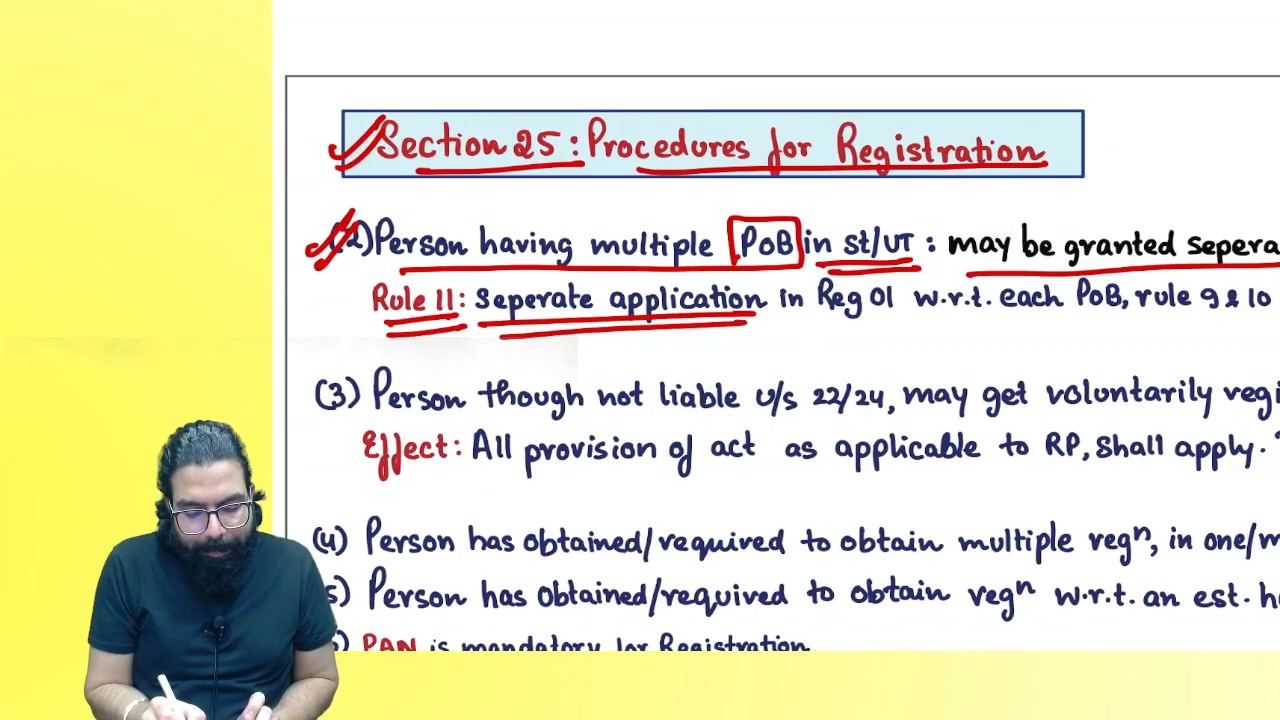 Section 25: Procedures for Registration
(2) Person having multiple PoB in st/UT: may be granted sepera
Rule 11: seperate application in Reg 01 w.r.t. each PoB, rule 9 & 10
(3) Person though not liable u/s 22/24, may get voluntarily regi
Effect: All provision of act as applicable to RP, shall apply.
(4) Person has obtained/required to obtain multiple regⁿ, in one/m
5) Person has obtained/required to obtain regⁿ w.r.t. an est. h
) PAN is mandatory for Registration.